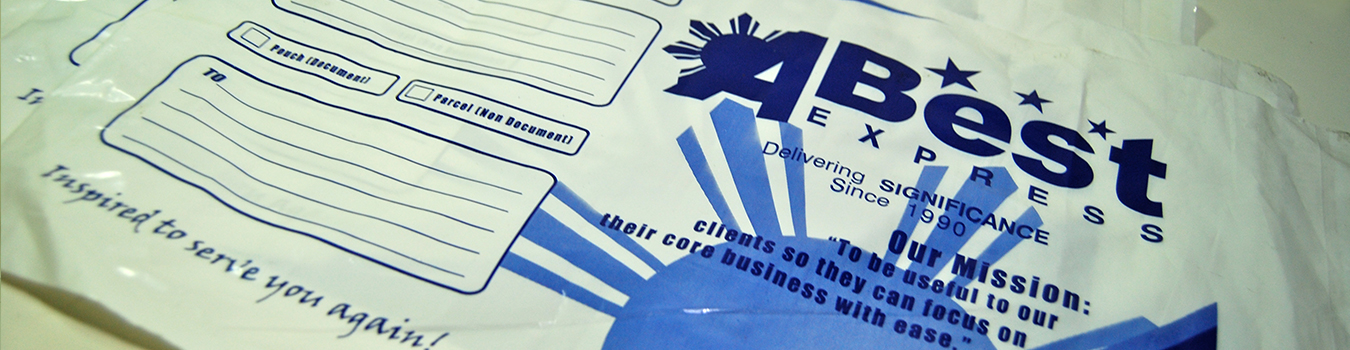 ABest
EXPRESS
Delivering SIGNIFICANCE
Since 1990
Our Mission:
"To be useful to our
clients so they can focus on
their core business with ease."
Pouch (Document)
Parcel (Non Document)
TO
Inspired to serve you again!
In